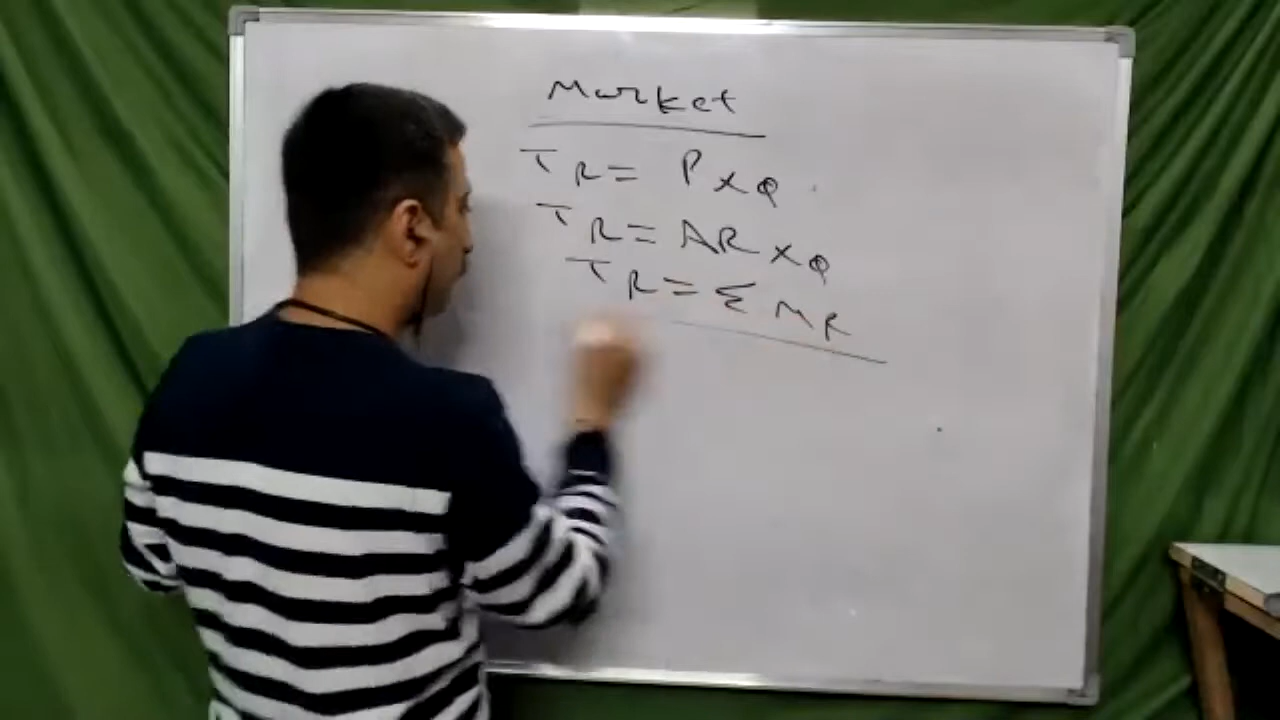 Market
TR = P x Q
TR = AR x Q
TR = Σ MR